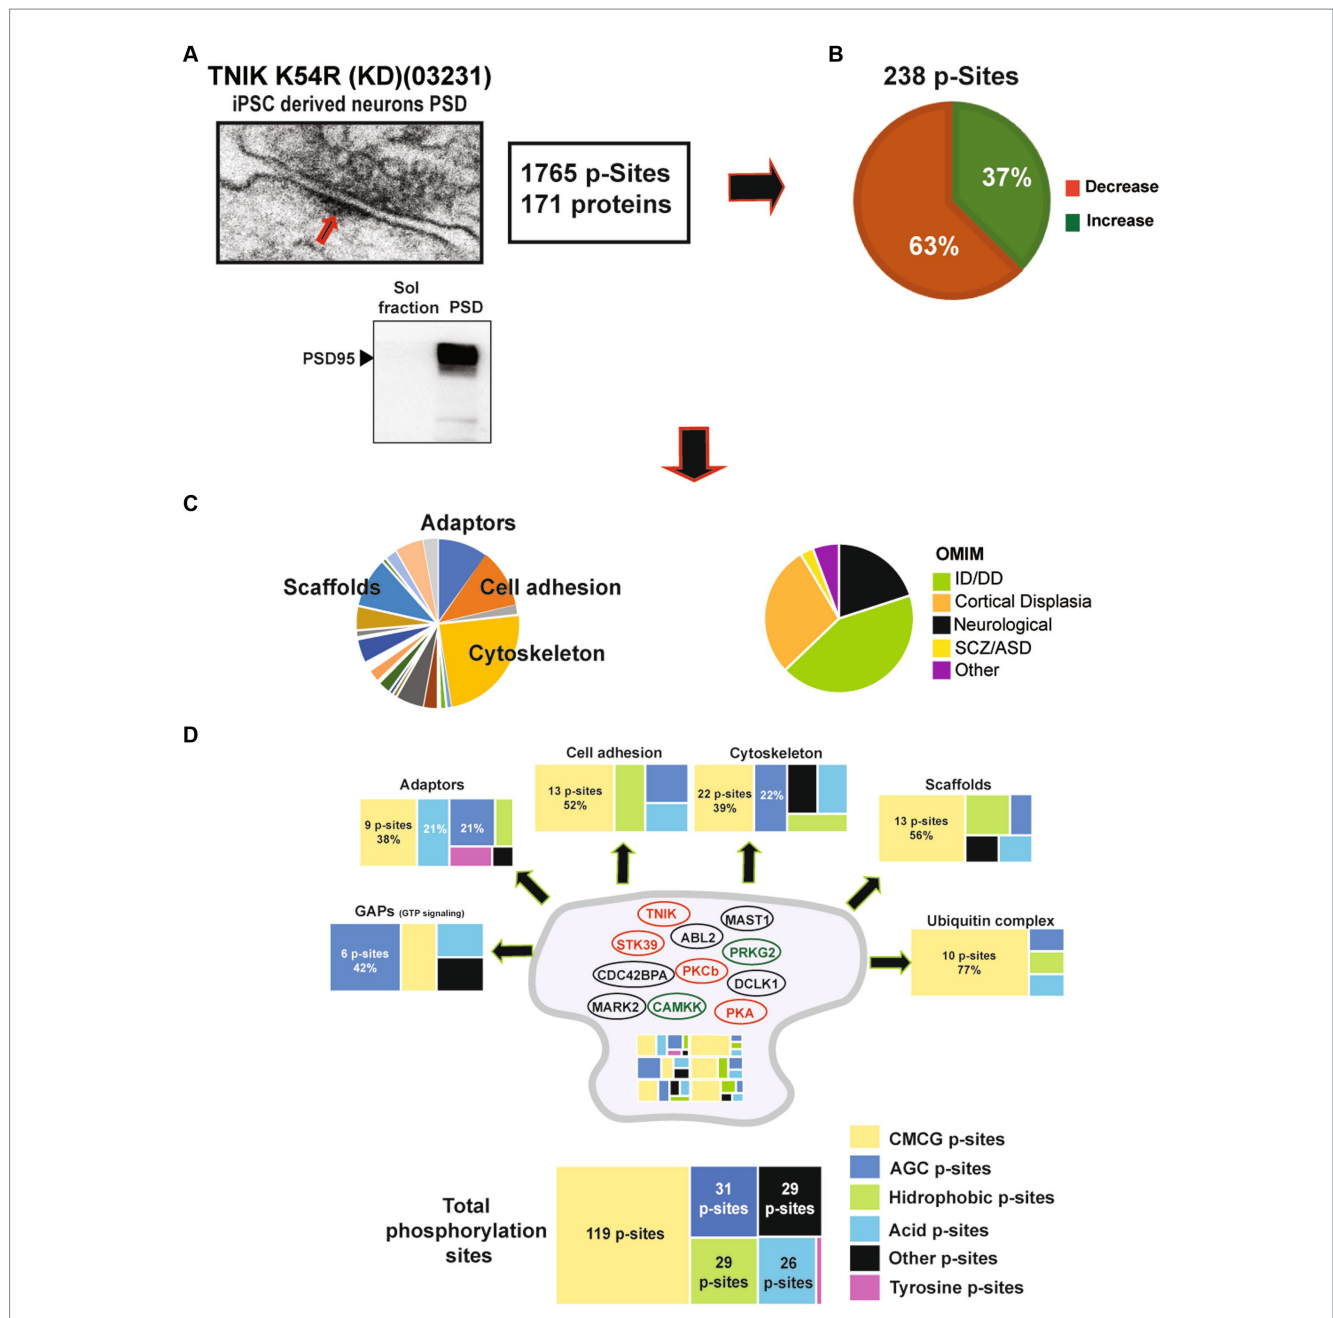 A
TNIK K54R (KD)(03231)
iPSC derived neurons PSD
1765 p-Sites
171 proteins
Sol
fraction PSD
PSD95
B
238 p-Sites
37%
63%
Decrease
Increase
C
Adaptors
Scaffolds
Cell adhesion
Cytoskeleton
OMIM
ID/DD
Cortical Displasia
Neurological
SCZ/ASD
Other
D
Adaptors
9 p-sites
38%
21%
21%
Cell adhesion
13 p-sites
52%
Cytoskeleton
22 p-sites
39%
22%
Scaffolds
13 p-sites
56%
GAPs (GTP signaling)
6 p-sites
42%
Ubiquitin complex
10 p-sites
77%
TNIK
MAST1
STK39
ABL2
PRKG2
CDC42BPA
PKCb
DCLK1
MARK2
CAMKK
PKA
Total
phosphorylation
sites
119 p-sites
31
p-sites
29
p-sites
29
p-sites
26
p-sites
CMCG p-sites
AGC p-sites
Hidrophobic p-sites
Acid p-sites
Other p-sites
Tyrosine p-sites